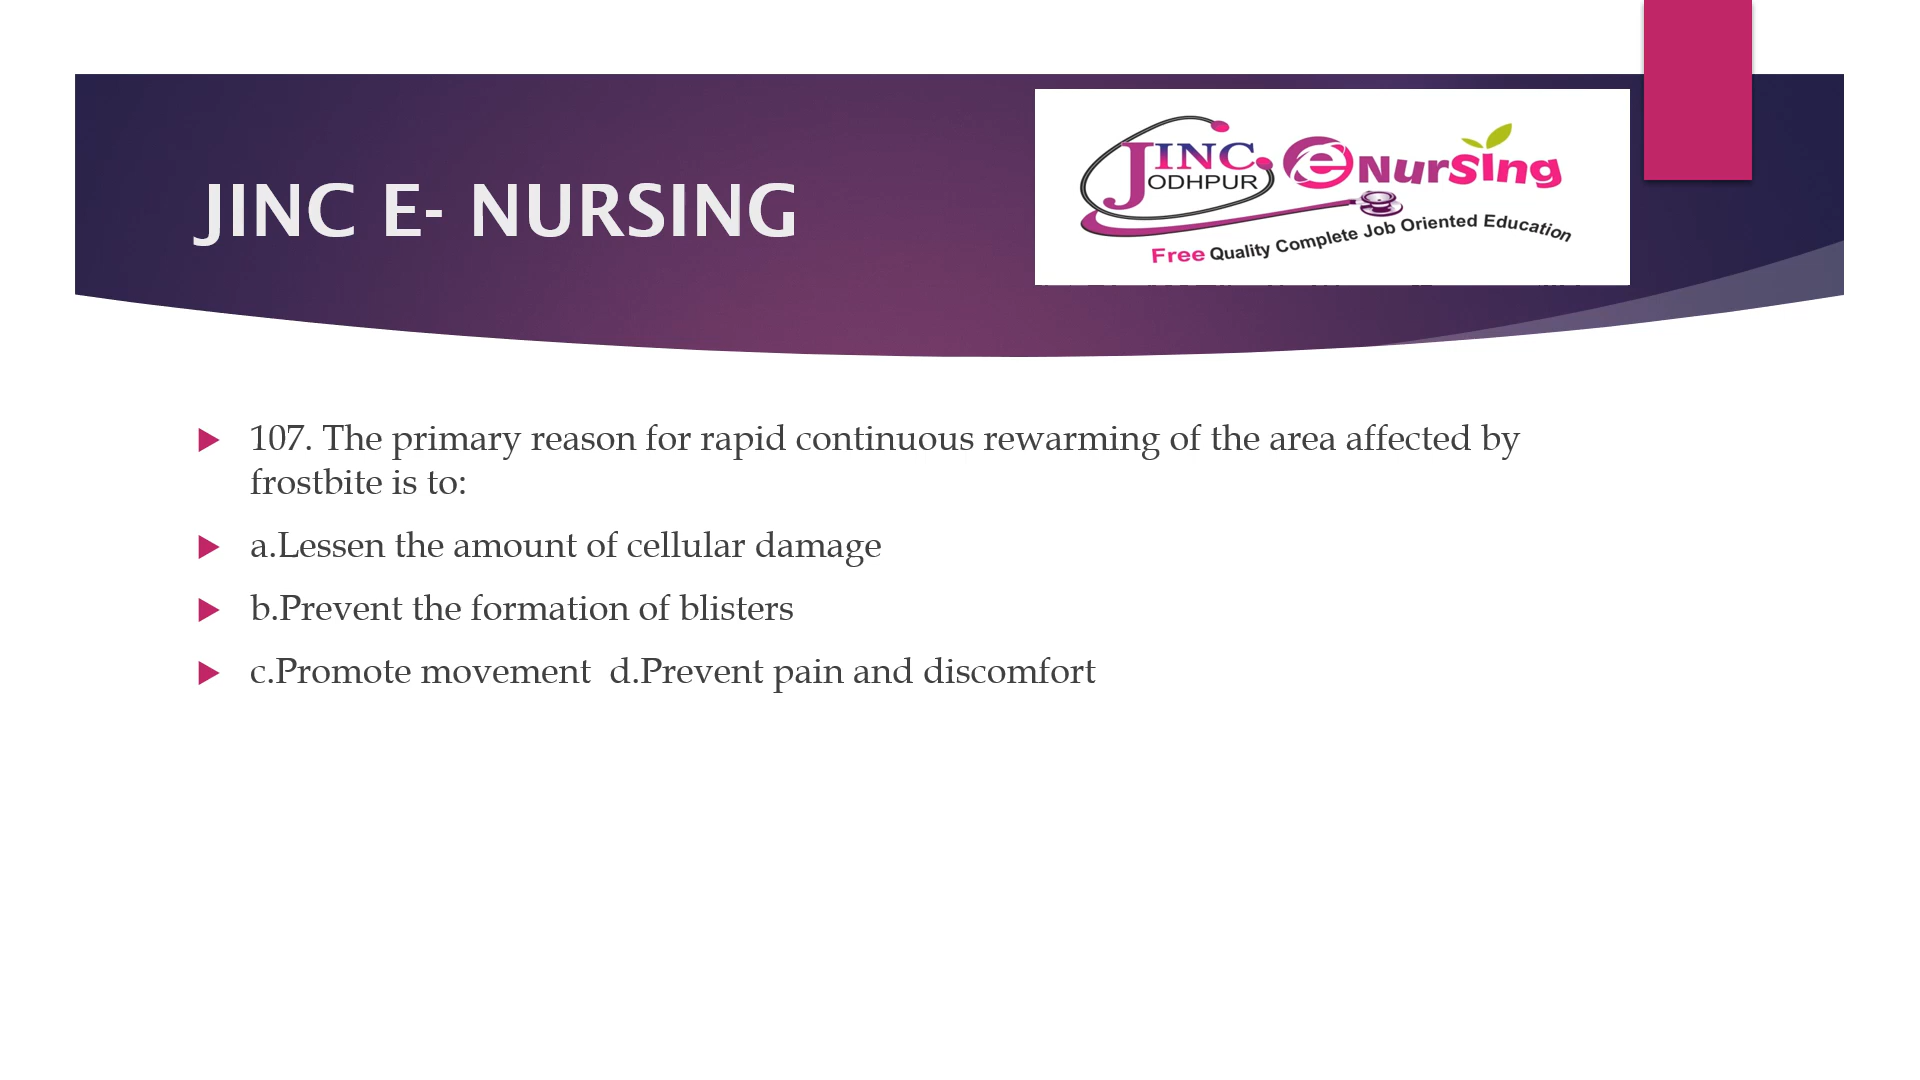 JINC E- NURSING
JINC
ODHPUR
e NurSIng
Free Quality Complete Job Oriented Education
107. The primary reason for rapid continuous rewarming of the area affected by
frostbite is to:
a.Lessen the amount of cellular damage
b.Prevent the formation of blisters
c.Promote movement  d.Prevent pain and discomfort